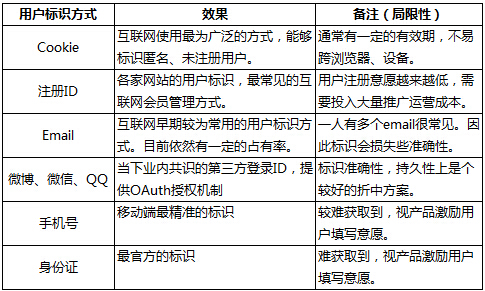 用户标识方式 效果 备注（局限性）
Cookie
互联网使用最为广泛的方式，能够
标识匿名、未注册用户。
通常有一定的有效期，不易
跨浏览器、设备。
注册ID
各家网站的用户标识，最常见的互
联网会员管理方式。
用户注册意愿越来越低，需
要投入大量推广运营成本。
Email
互联网早期较为常用的用户标识方
式。目前依然有一定的占有率。
一人有多个email很常见。因
此标识会损失些准确性。
微博、微信、QQ
当下业内共识的第三方登录ID，提
供OAuth授权机制
标识准确性，持久性上是个
较好的折中方案。
手机号
移动端最精准的标识
较难获取到，视产品激励用
户填写意愿。
身份证
最官方的标识
难获取到，视产品激励用户
填写意愿。